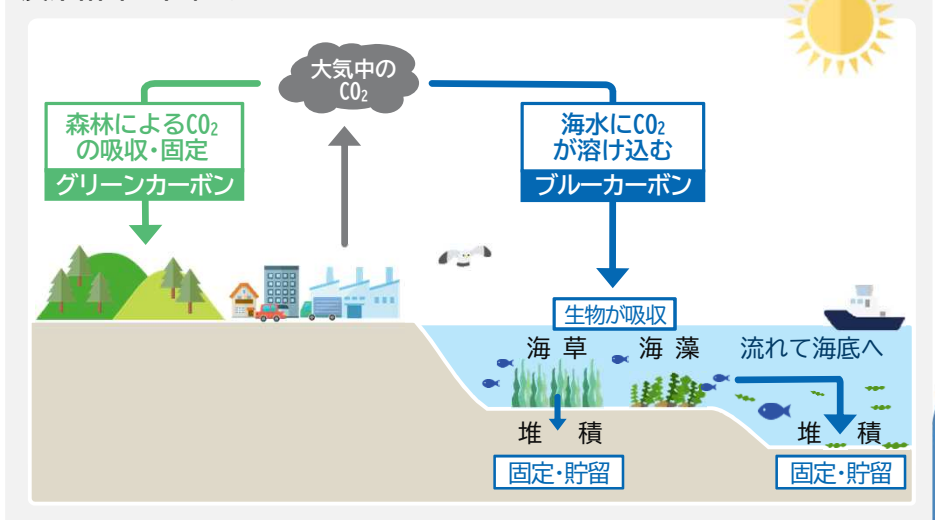 大気中の
CO₂
森林によるCO₂
の吸収・固定
グリーンカーボン
海水にCO₂
が溶け込む
ブルーカーボン
生物が吸収
海草
海藻
流れて海底へ
堆積
堆積
固定・貯留
固定・貯留